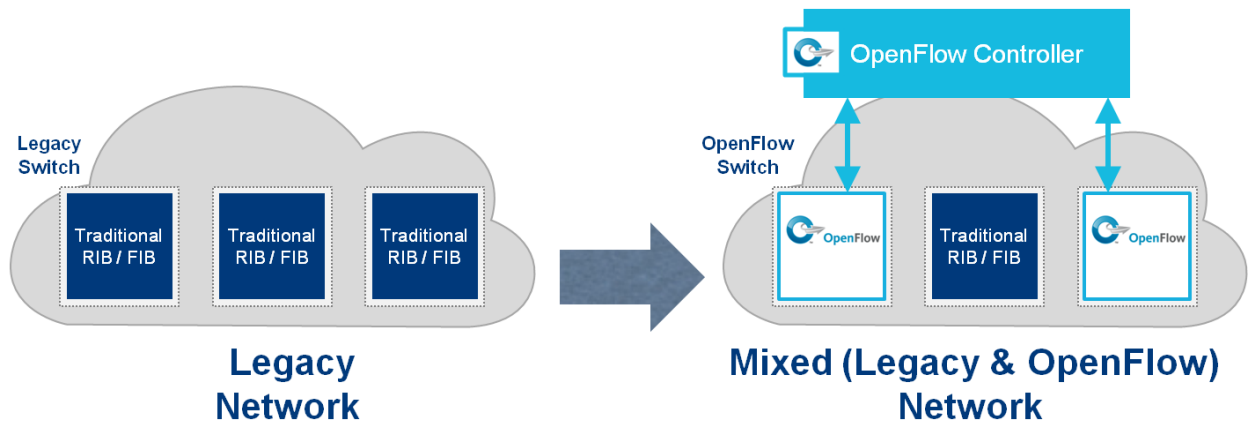 OpenFlow Controller
Legacy
Switch
OpenFlow
Switch
Traditional
RIB / FIB
Traditional
RIB / FIB
Traditional
RIB / FIB
OpenFlow
Traditional
RIB / FIB
OpenFlow
Legacy
Network
Mixed (Legacy & OpenFlow)
Network